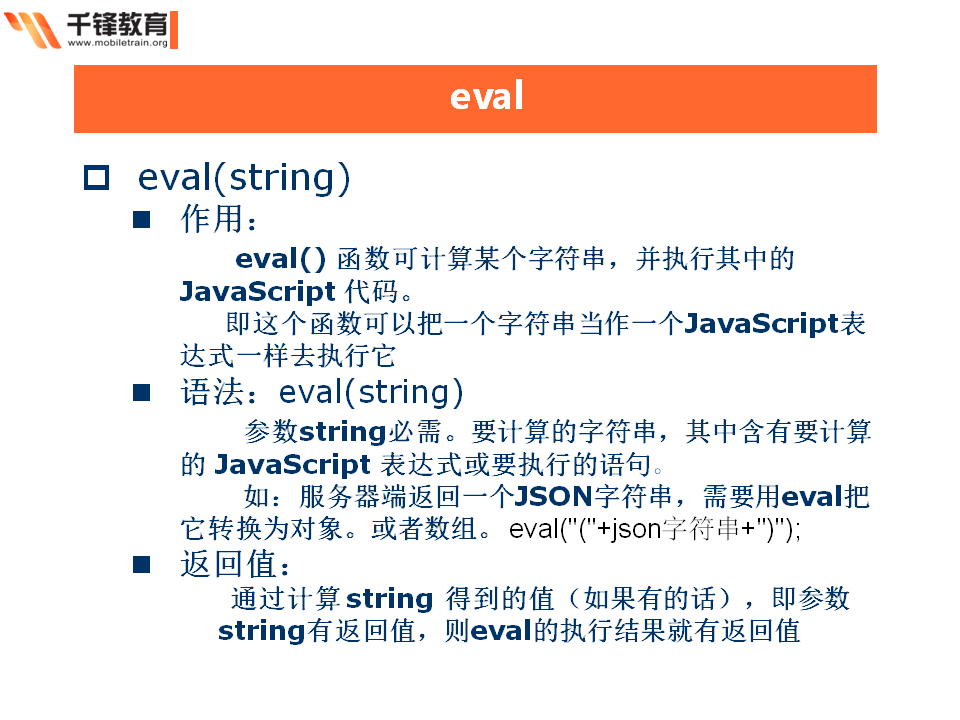 千锋教育
www.mobiletrain.org
eval
eval(string)
作用：
eval() 函数可计算某个字符串，并执行其中的
JavaScript 代码。
即这个函数可以把一个字符串当作一个JavaScript表
达式一样去执行它
语法：eval(string)
参数string必需。要计算的字符串，其中含有要计算
的 JavaScript 表达式或要执行的语句。
如：服务器端返回一个JSON字符串，需要用eval把
它转换为对象。或者数组。 eval("("+json字符串+")");
返回值：
通过计算 string 得到的值（如果有的话），即参数
string有返回值，则eval的执行结果就有返回值